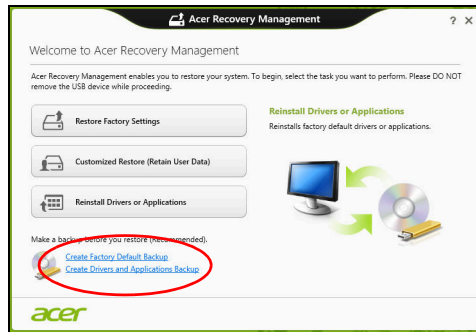 Acer Recovery Management
? X
Welcome to Acer Recovery Management
Acer Recovery Management enables you to restore your system. To begin, select the task you want to perform. Please DO NOT
remove the USB device while proceeding.
Restore Factory Settings
Customized Restore (Retain User Data)
Reinstall Drivers or Applications
Reinstall Drivers or Applications
Reinstalls factory default drivers or applications.
Make a backup before you restore (Recommended).
Create Factory Default Backup
Create Drivers and Applications Backup
acer